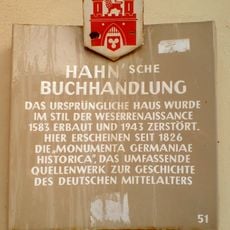 HAHN'sche
BUCHHANDLUNG
DAS URSPRÜNGLICHE HAUS WURDE
IM STIL DER WESERRENAISSANCE
1583 ERBAUT UND 1943 ZERSTÖRT.
HIER ERSCHEINEN SEIT 1826
DIE „MONUMENTA GERMANIAE
HISTORICA", DAS UMFASSENDE
QUELLENWERK ZUR GESCHICHTE
DES DEUTSCHEN MITTELALTERS
51